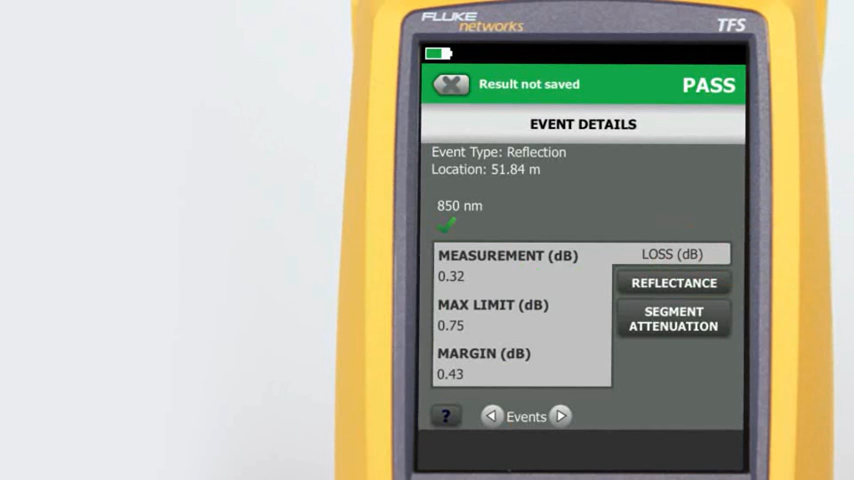 FLUKE
networks
TFS
Result not saved
PASS
EVENT DETAILS
Event Type: Reflection
Location: 51.84 m
850 nm
MEASUREMENT (dB)
0.32
LOSS (dB)
REFLECTANCE
MAX LIMIT (dB)
0.75
SEGMENT
ATTENUATION
MARGIN (dB)
0.43
?
Events